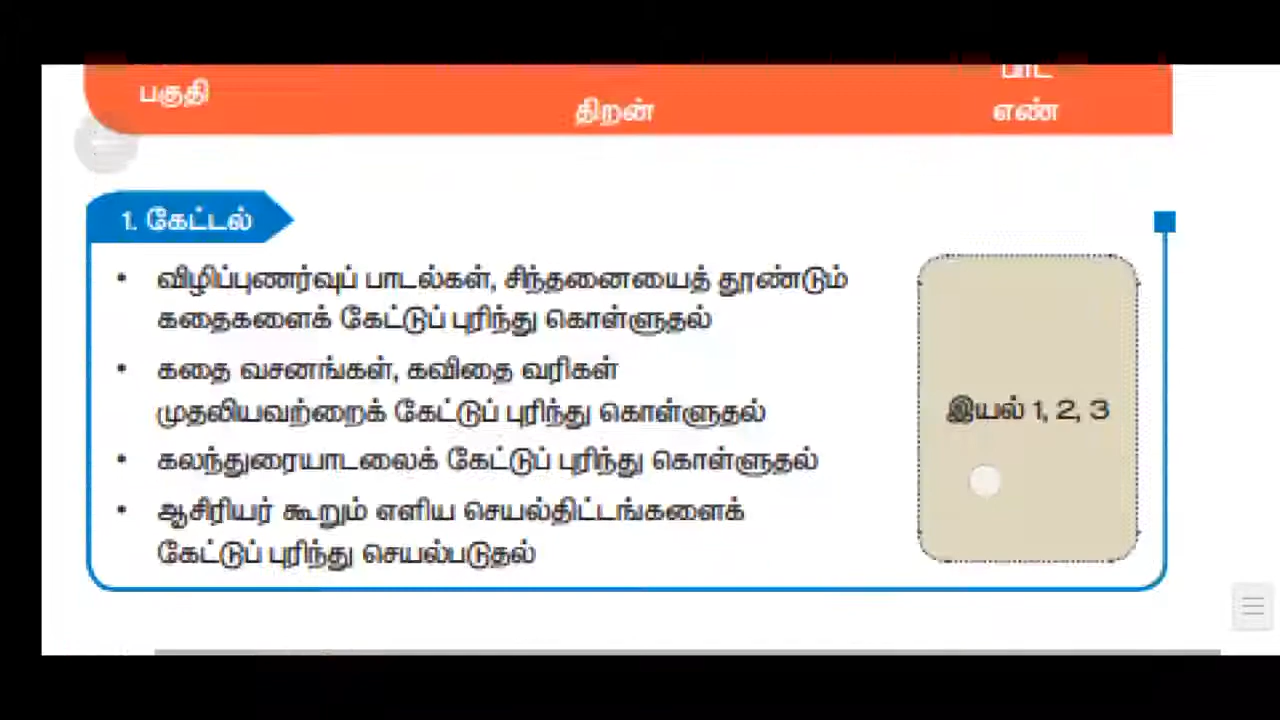 பகுதி
திறன்
பாட
எண்
1. கேட்டல்
• விழிப்புணர்வுப் பாடல்கள், சிந்தனையைத் தூண்டும்
கதைகளைக் கேட்டுப் புரிந்து கொள்ளுதல்
• கதை வசனங்கள், கவிதை வரிகள்
முதலியவற்றைக் கேட்டுப் புரிந்து கொள்ளுதல்
• கலந்துரையாடலைக் கேட்டுப் புரிந்து கொள்ளுதல்
• ஆசிரியர் கூறும் எளிய செயல்திட்டங்களைக்
கேட்டுப் புரிந்து செயல்படுதல்
இயல் 1, 2, 3